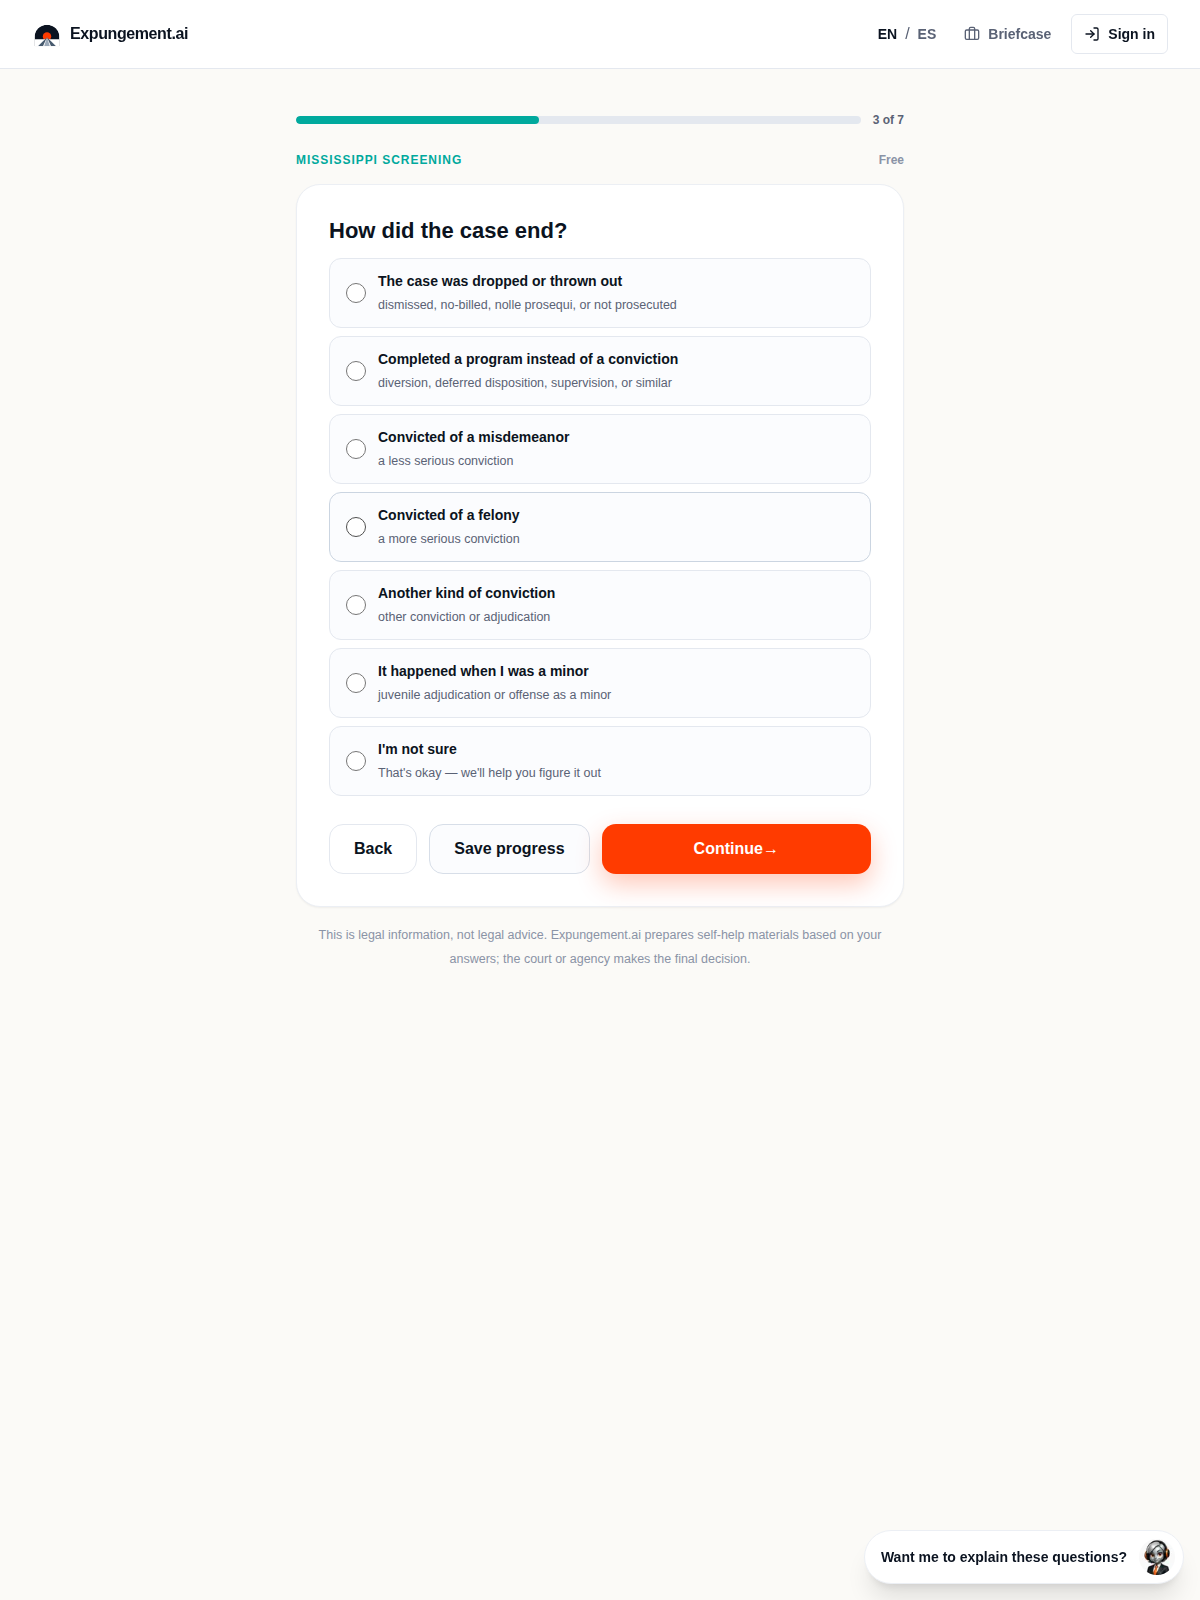 Expungement.ai
EN / ES
Briefcase
Sign in
3 of 7
MISSISSIPPI SCREENING
Free
How did the case end?
The case was dropped or thrown out
dismissed, no-billed, nolle prosequi, or not prosecuted
Completed a program instead of a conviction
diversion, deferred disposition, supervision, or similar
Convicted of a misdemeanor
a less serious conviction
Convicted of a felony
a more serious conviction
Another kind of conviction
other conviction or adjudication
It happened when I was a minor
juvenile adjudication or offense as a minor
I'm not sure
That's okay — we'll help you figure it out
Back
Save progress
Continue→
This is legal information, not legal advice. Expungement.ai prepares self-help materials based on your
answers; the court or agency makes the final decision.
Want me to explain these questions?